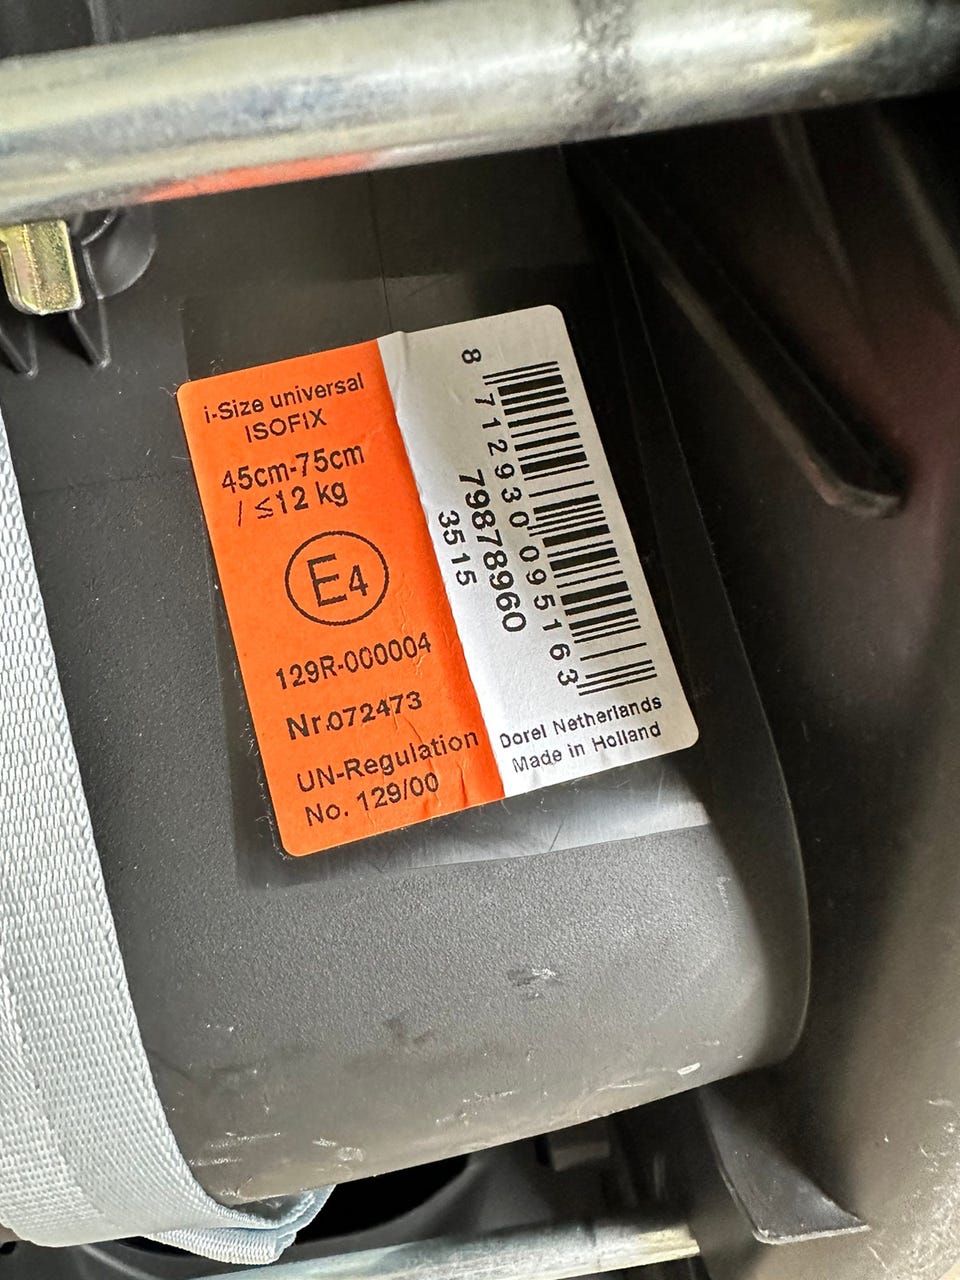 i-Size universal
ISOFIX
45cm-75cm
/ ≤12 kg
E4
129R-000004
Nr.072473
UN-Regulation
No. 129/00
8 712930 095163
79878960
3515
Dorel Netherlands
Made in Holland